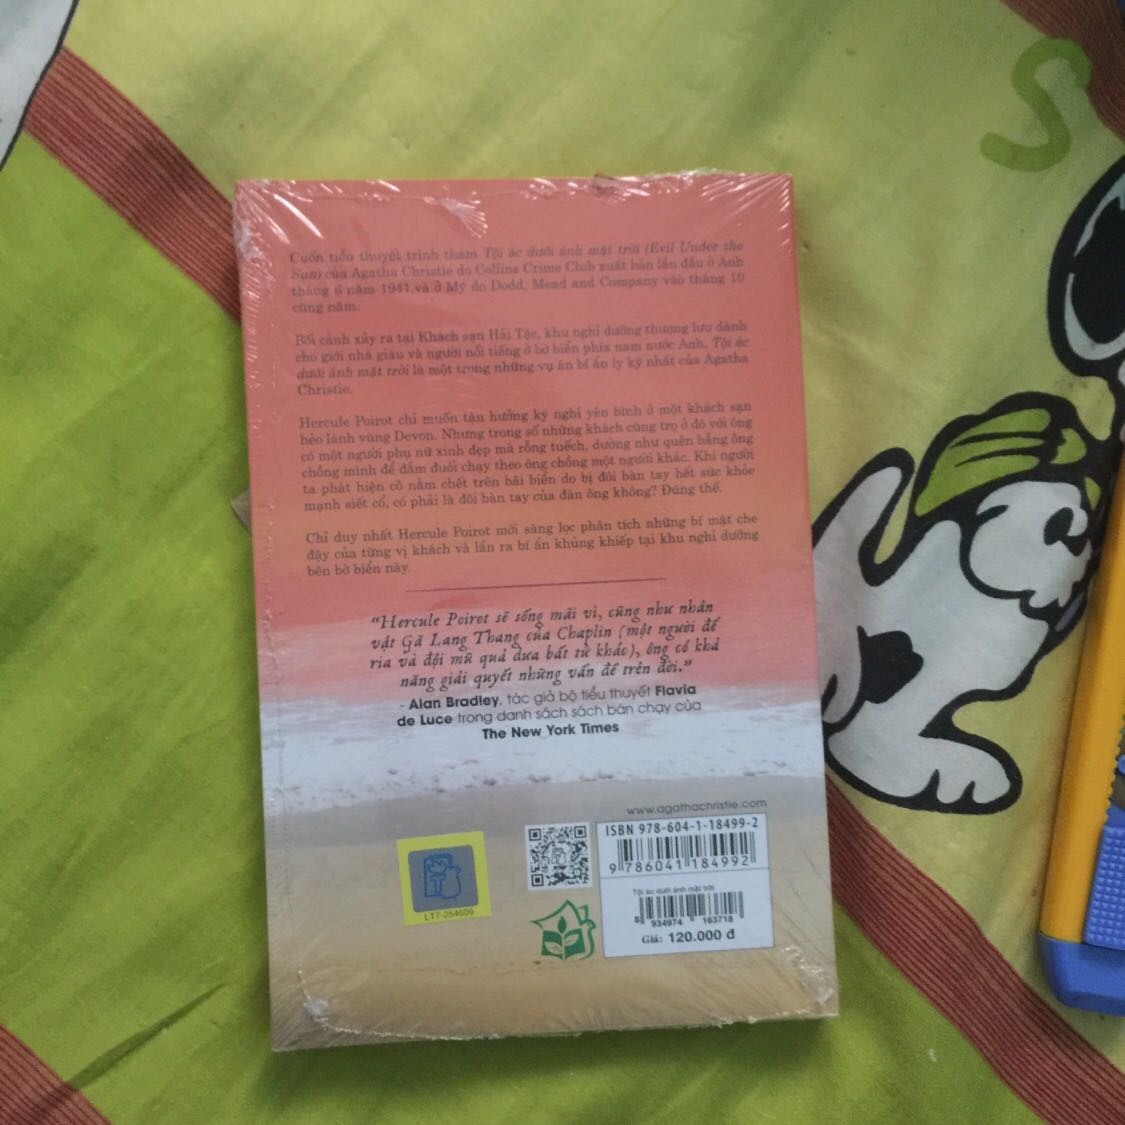 S
Cuốn tiểu thuyết trinh thám Tội ác dưới ánh mặt trời (Evil Under the
Sun) của Agatha Christie do Collins Crime Club xuất bản lần đầu ở Anh
tháng 6 năm 1941 và ở Mỹ do Dodd, Mead and Company vào tháng 10
cùng năm.
Bối cảnh xảy ra tại Khách sạn Hải Tặc, khu nghỉ dưỡng thượng lưu dành
cho giới nhà giàu và người nổi tiếng ở bờ biển phía nam nước Anh, Tội ác
dưới ánh mặt trời là một trong những vụ án bí ẩn ly kỳ nhất của Agatha
Christie.
Hercule Poirot chỉ muốn tận hưởng kỳ nghỉ yên bình ở một khách sạn
hẻo lánh vùng Devon. Nhưng trong số những khách cùng trọ ở đó với ông
có một người phụ nữ xinh đẹp mà rỗng tuếch, dường như quên bẵng ông
chồng mình để đắm đuối chạy theo ông chồng một người khác. Khi người
ta phát hiện cô nằm chết trên bãi biển do bị đôi bàn tay hết sức khỏe
mạnh siết cổ, có phải là đôi bàn tay của đàn ông không? Đúng thế.
Chỉ duy nhất Hercule Poirot mới sàng lọc phân tích những bí mật che
đậy của từng vị khách và lần ra bí ẩn khủng khiếp tại khu nghỉ dưỡng
bên bờ biển này.
“Hercule Poirot sẽ sống mãi vì, cũng như nhân
vật Gã Lang Thang của Chaplin (một người để
ria và đội mũ quả dưa bất tử khác), ông có khả
năng giải quyết những vấn đề trên đời.”
- Alan Bradley, tác giả bộ tiểu thuyết Flavia
de Luce trong danh sách sách bán chạy của
The New York Times
www.agathachristie.com
ISBN 978-604-1-18499-2
9 786041 184992
Tội ác dưới ánh mặt trời
8 934974 163718
Giá: 120.000 đ
LT7-254609